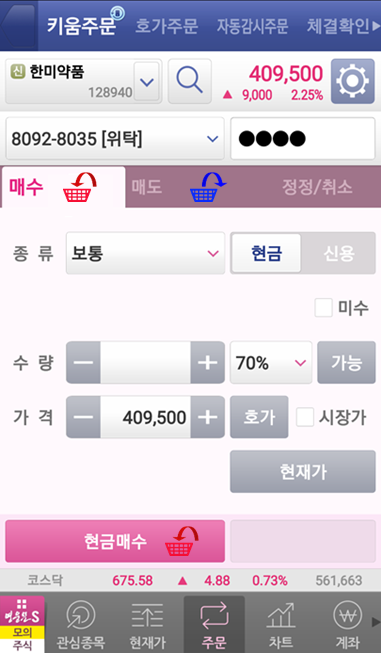 키움주문 호가주문 자동감시주문 체결확인
신 한미약품 409,500
128940 ▲ 9,000 2.25%
8092-8035 [위탁] ●●●●
매수 매도 정정/취소
종 류 보통 현금 신용
미수
수 량 − + 70% 가능
가 격 − 409,500 + 호가 시장가
현재가
현금매수
코스닥 675.58 ▲ 4.88 0.73% 561,663
영웅문S
모의
주식
관심종목 현재가 주문 차트 계좌